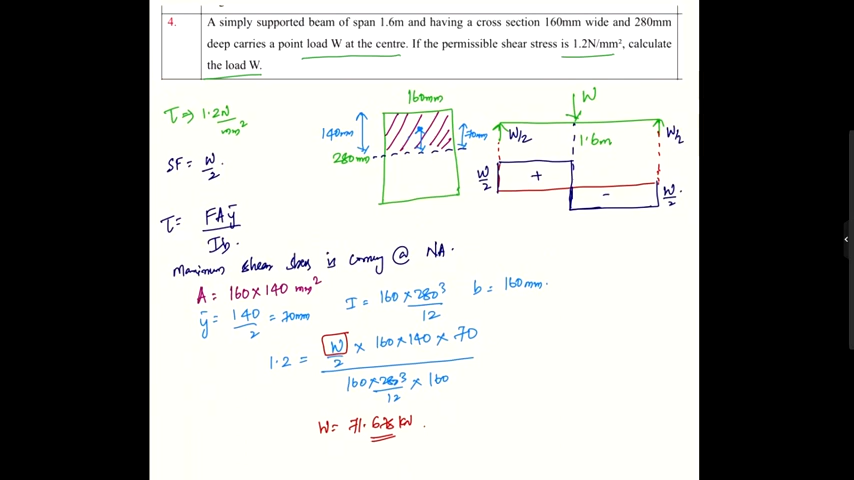 4. A simply supported beam of span 1.6m and having a cross section 160mm wide and 280mm
deep carries a point load W at the centre. If the permissible shear stress is 1.2N/mm², calculate
the load W.
τ ⇒ 1.2N/mm²
160mm
140mm
70mm
280mm
W
W/2
1.6m
W/2
W/2
+
-
W/2
SF = W/2
τ = FAȳ/Ib.
Maximum shear stress is coming @ NA.
A = 160×140 mm²
ȳ = 140/2 = 70mm
I = 160×280³/12
b = 160mm.
1.2 = W/2 × 160×140 × 70
160×280³/12 × 160
W = 71.676 kN.